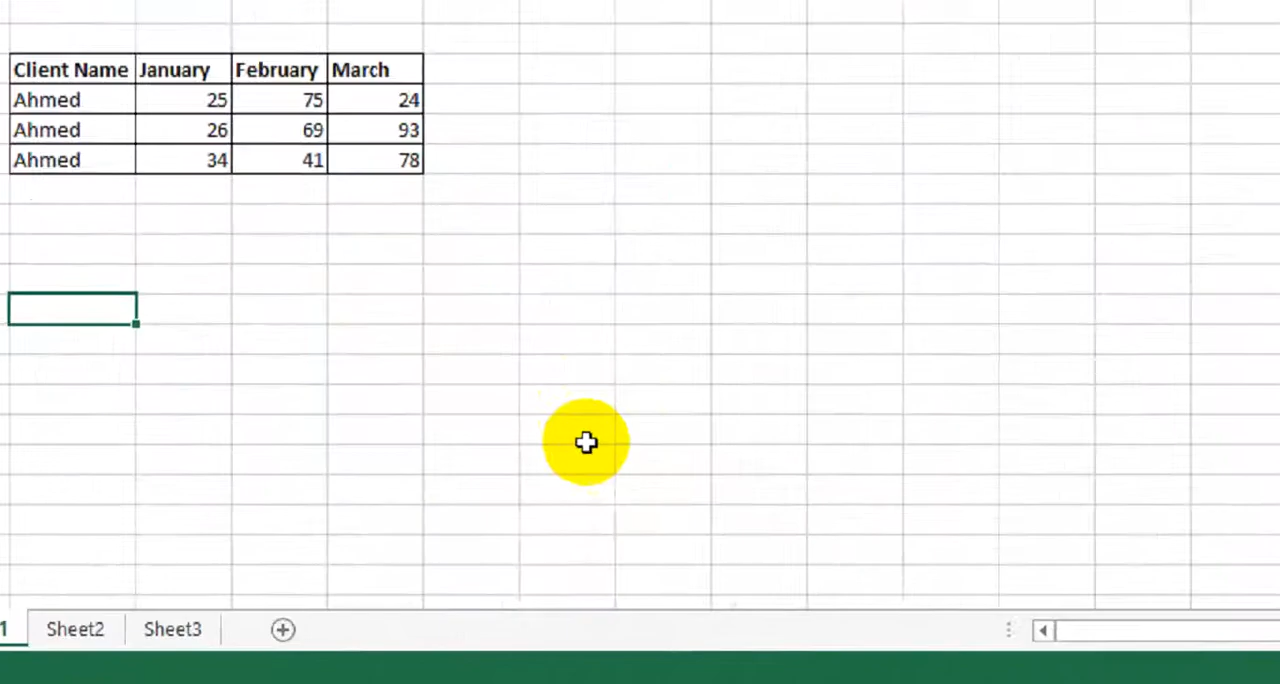 Client Name January February March
Ahmed 25 75 24
Ahmed 26 69 93
Ahmed 34 41 78
1 Sheet2 Sheet3